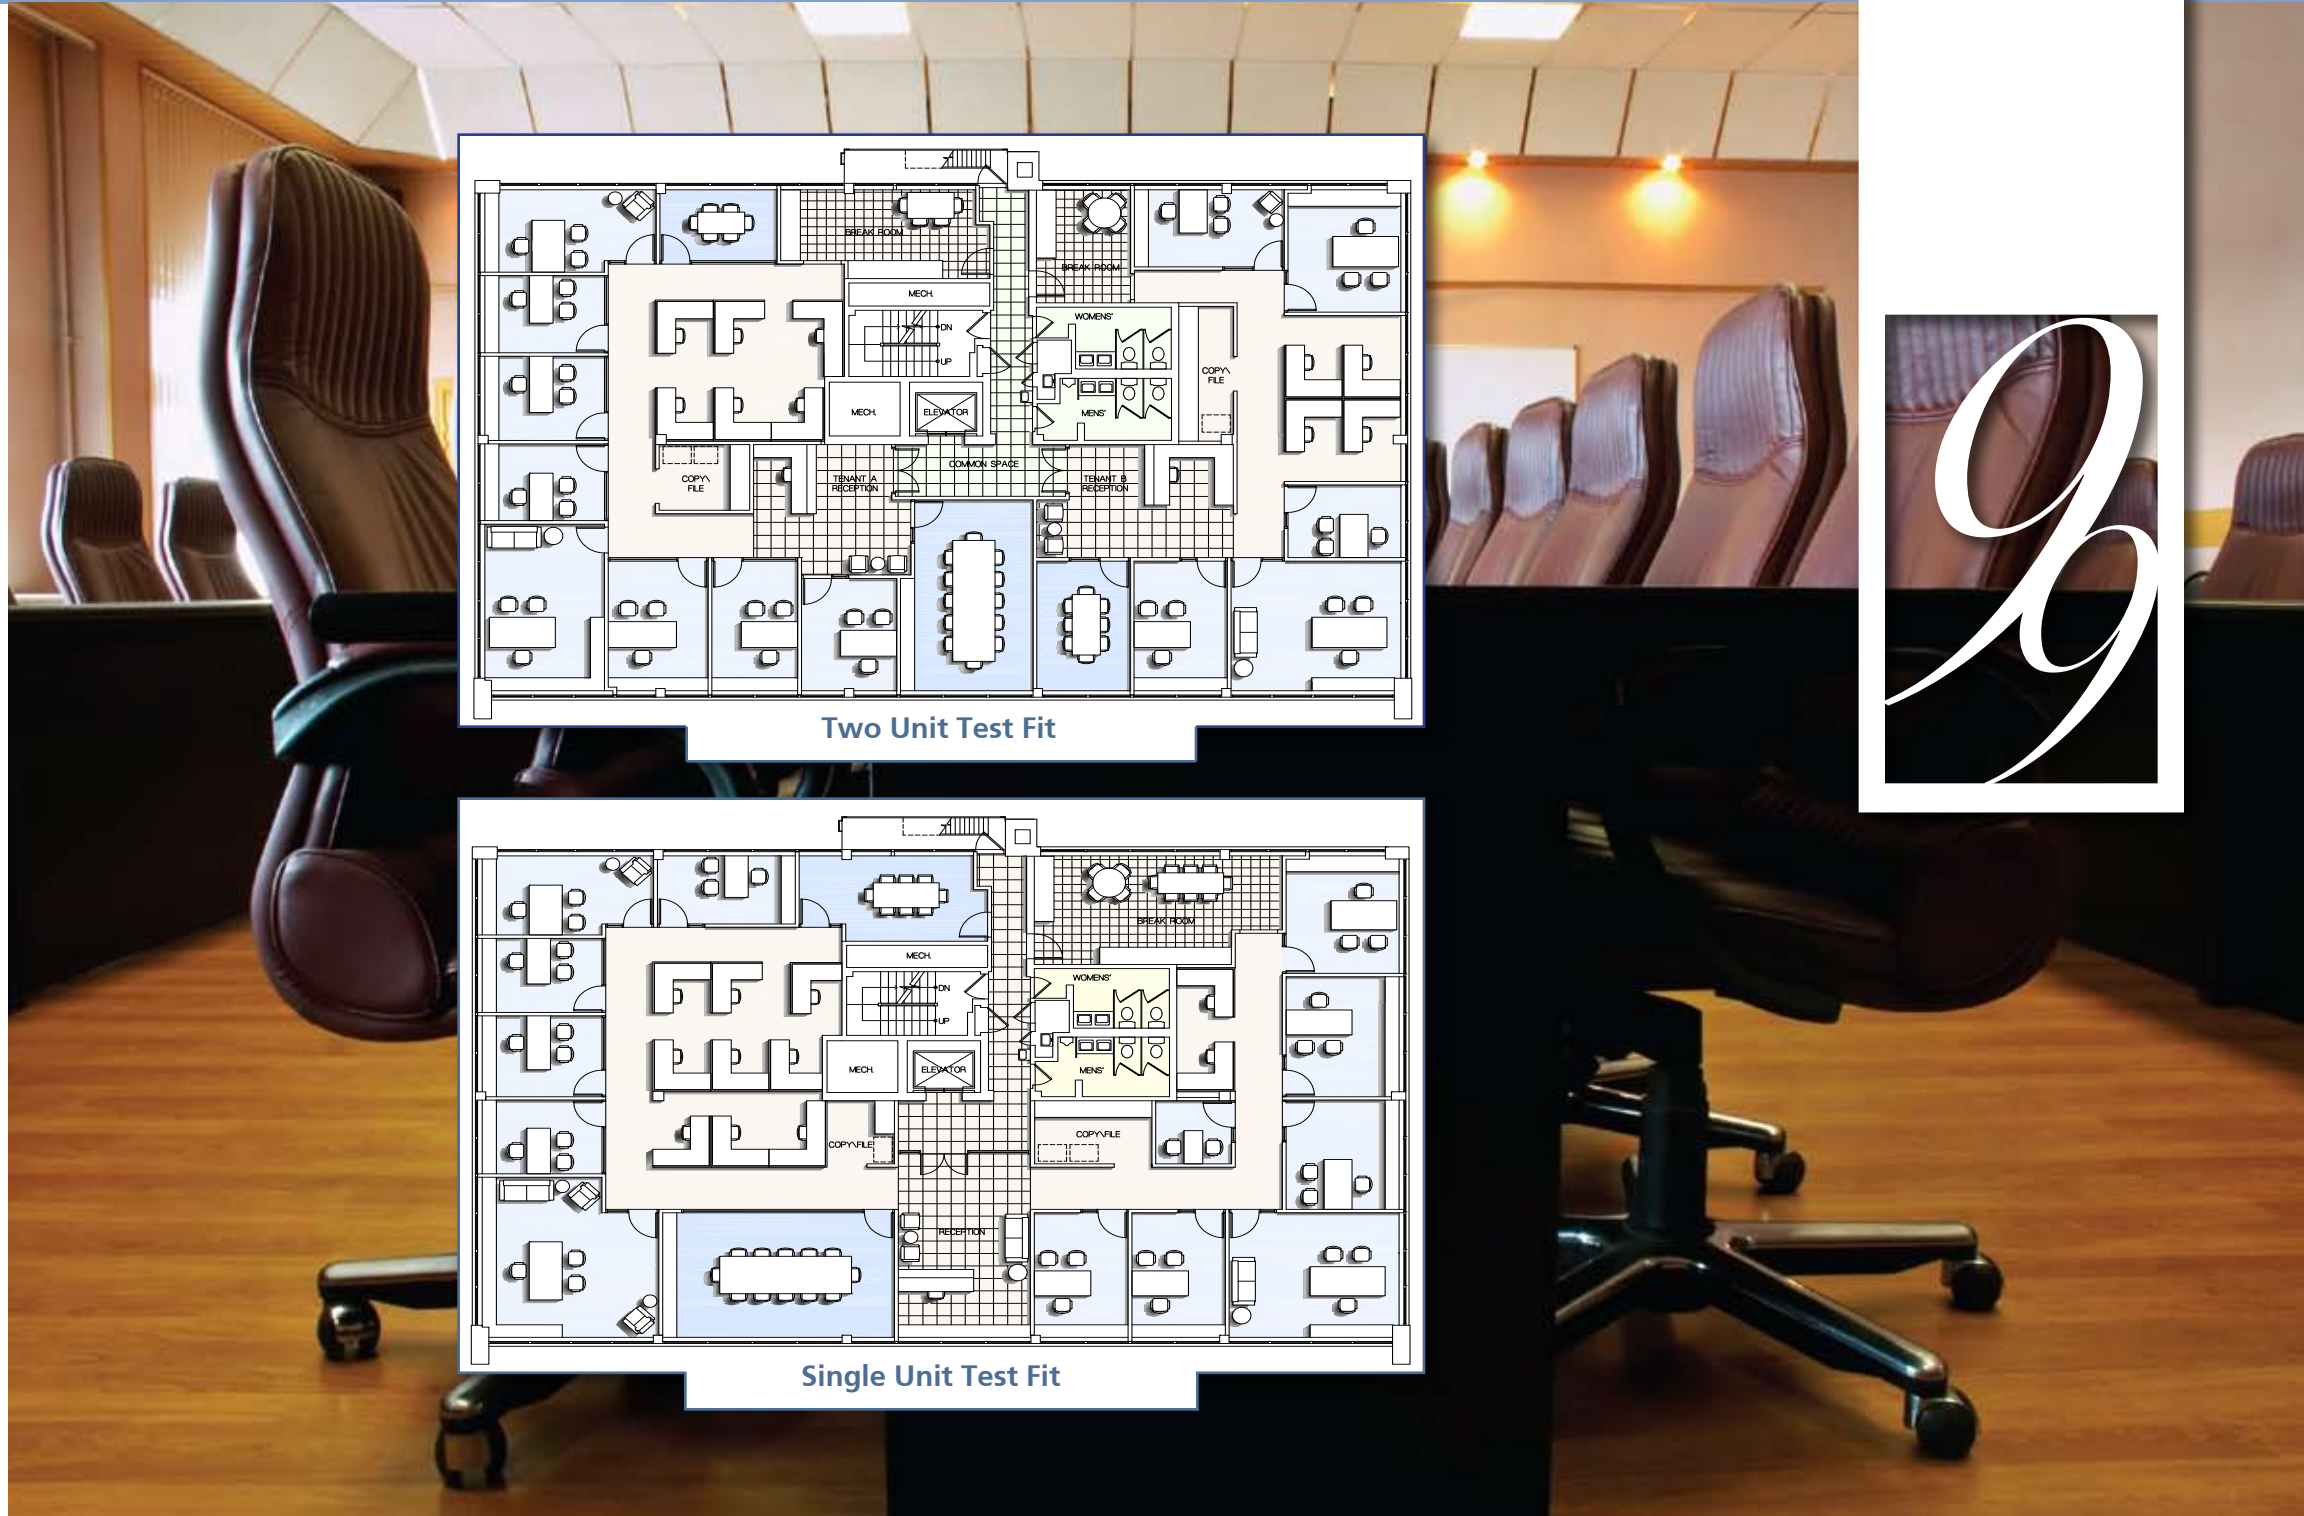 99
BREAK ROOM
BREAK ROOM
MECH.
WOMENS'
DN
UP
COPY\
FILE
MECH.
ELEVATOR
MENS'
COMMON SPACE
COPY\
FILE
TENANT A
RECEPTION
TENANT B
RECEPTION
Two Unit Test Fit
BREAK ROOM
MECH.
WOMENS'
DN
UP
MECH.
ELEVATOR
MENS'
COPY\FILE
COPY\FILE
RECEPTION
Single Unit Test Fit